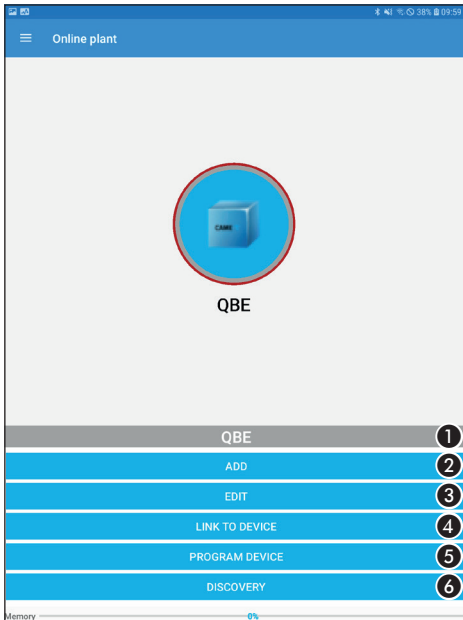 38% 09:59
Online plant
CAME
QBE
QBE 1
ADD 2
EDIT 3
LINK TO DEVICE 4
PROGRAM DEVICE 5
DISCOVERY 6
Memory 0%